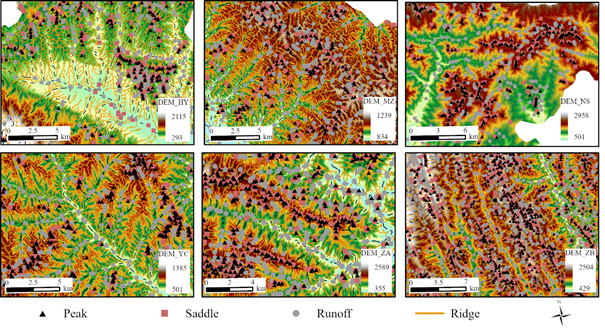 DEM_HY
2115
293
0 2.5 5
km
DEM_MZ
1239
834
0 2.5 5
km
DEM_NS
2958
501
0 3 6
km
DEM_YC
1385
501
0 2.5 5
km
DEM_ZA
2589
355
0 2 4
km
DEM_ZH
2504
429
0 3.5 7
km
Peak Saddle Runoff Ridge
N